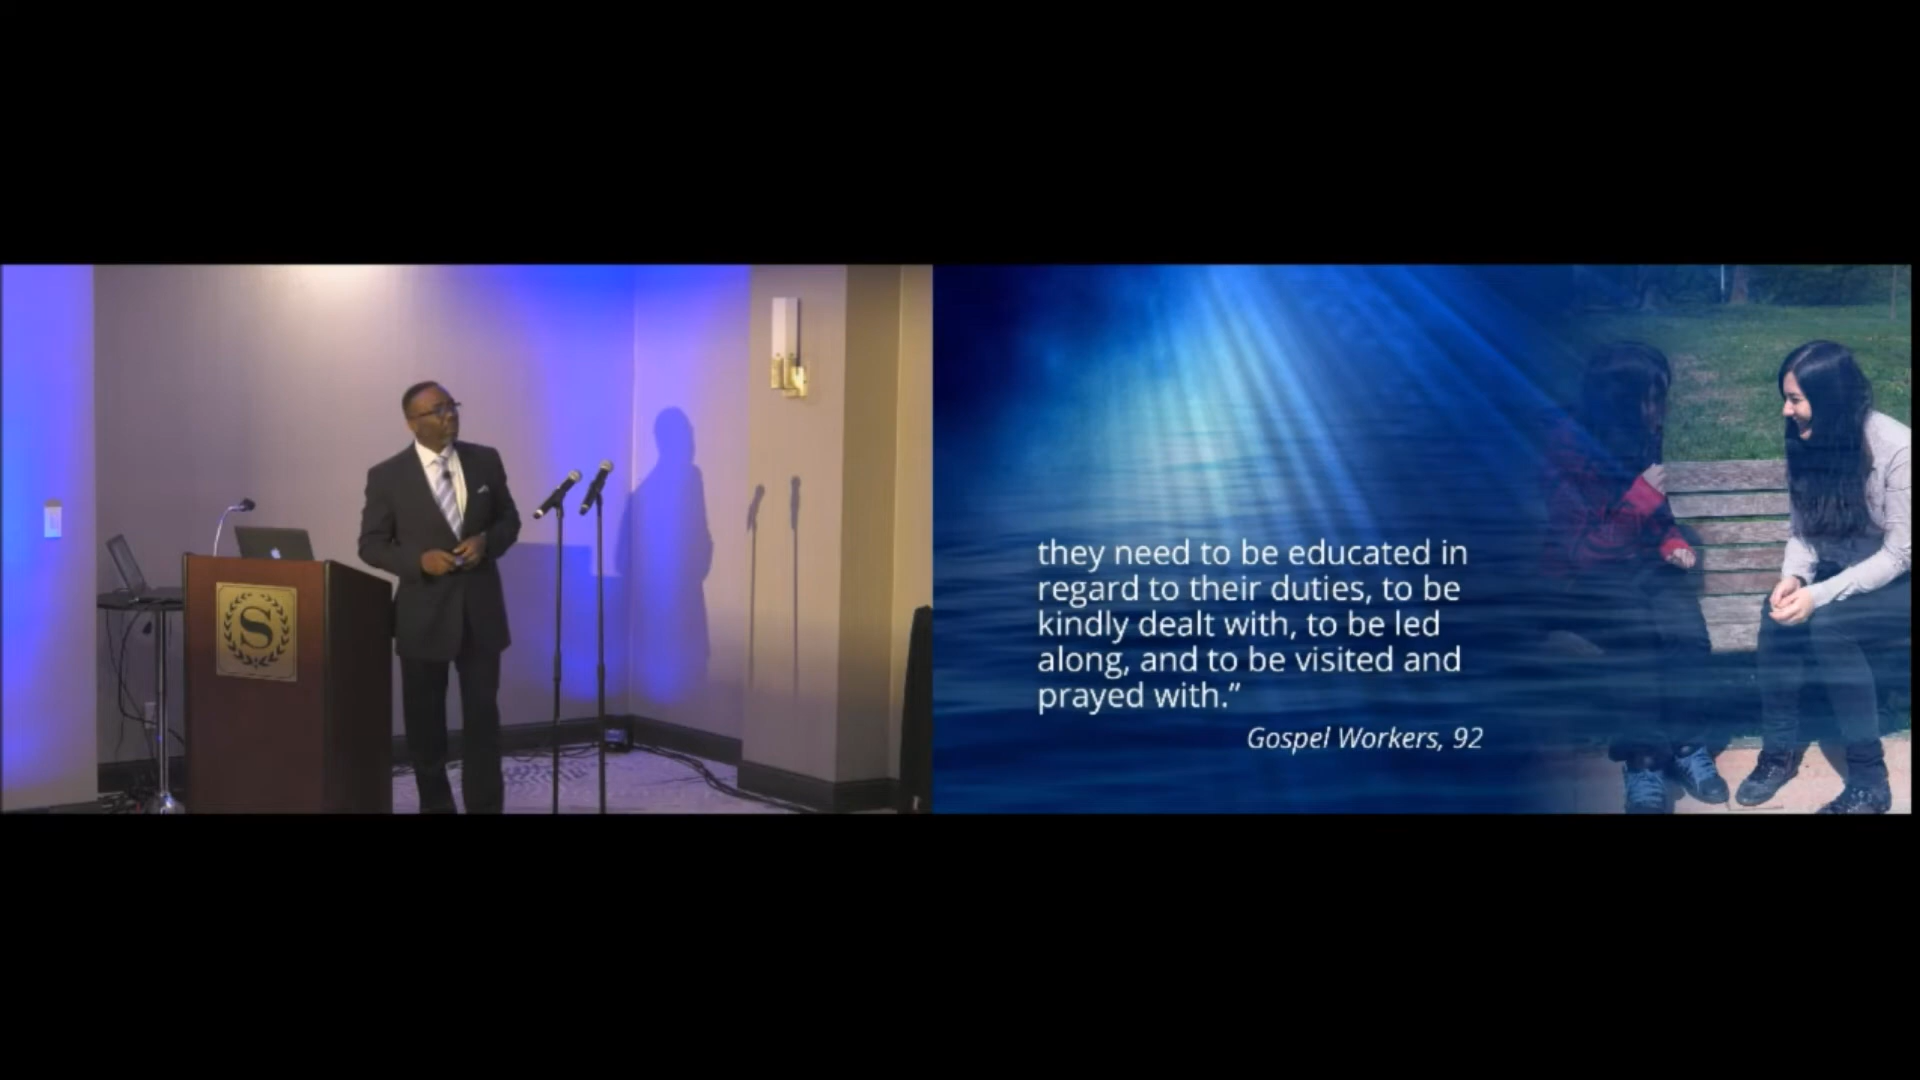 S
they need to be educated in
regard to their duties, to be
kindly dealt with, to be led
along, and to be visited and
prayed with.”
Gospel Workers, 92